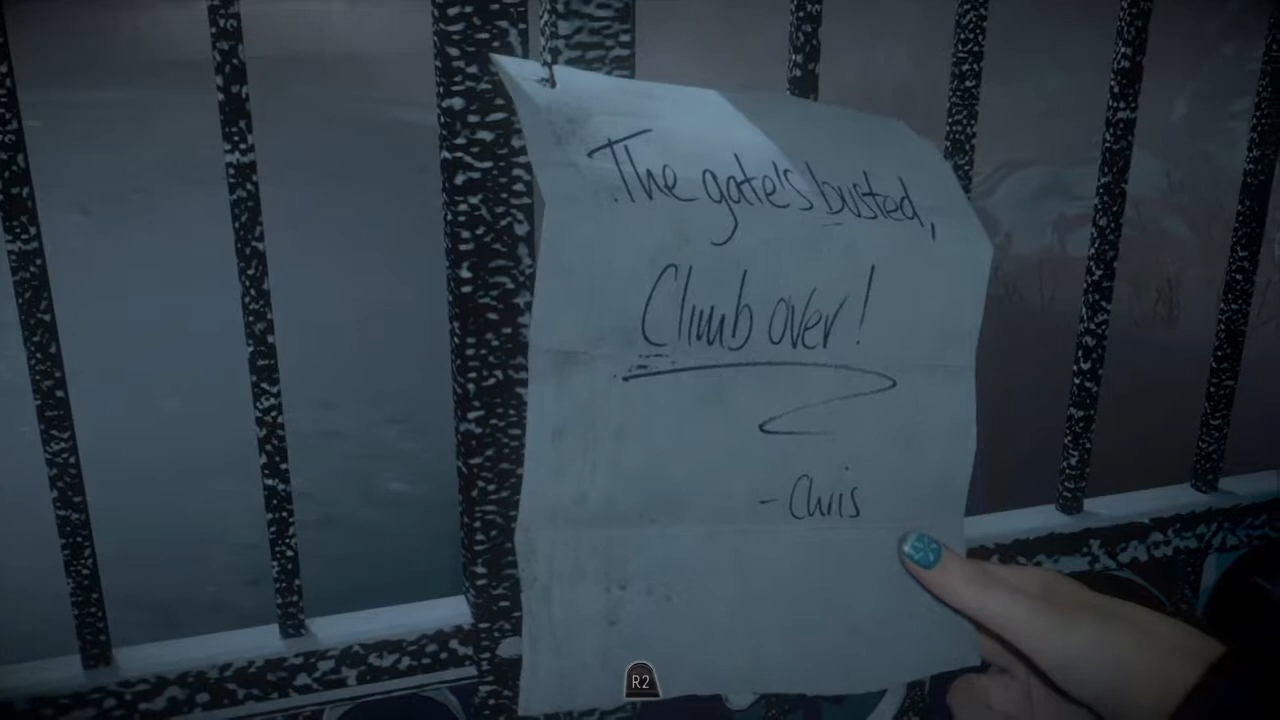 The gate's busted,
Climb over!
- Chris
R2